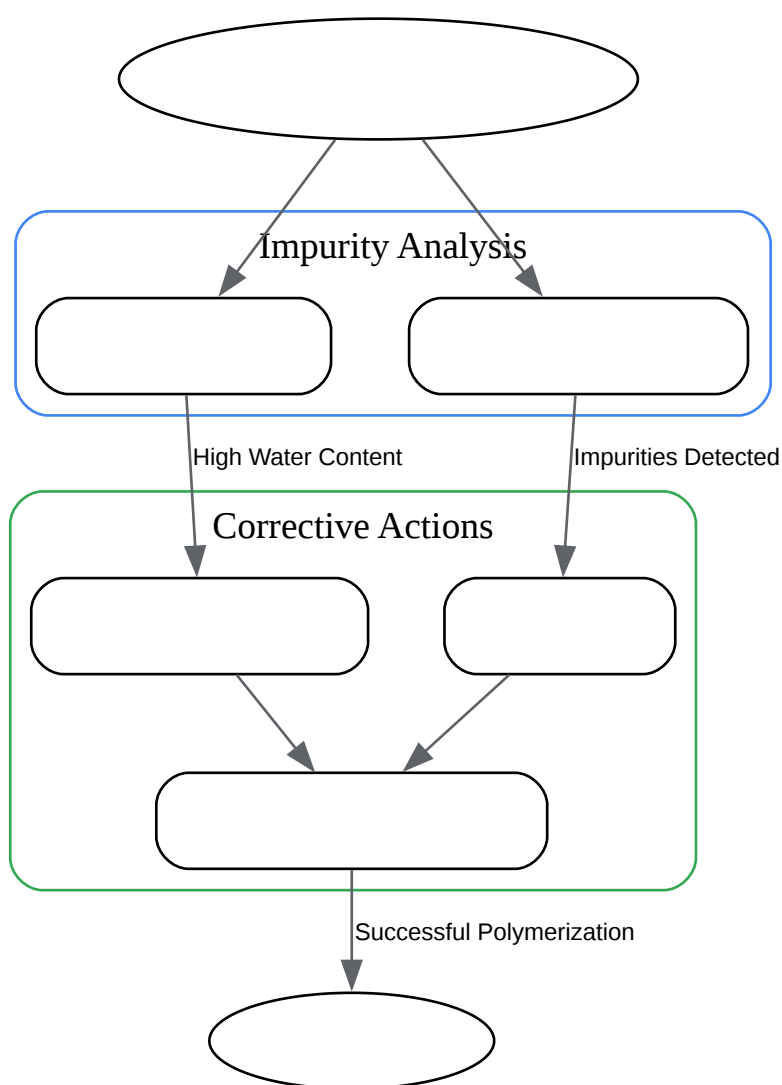 Impurity Analysis
High Water Content
Impurities Detected
Corrective Actions
Successful Polymerization